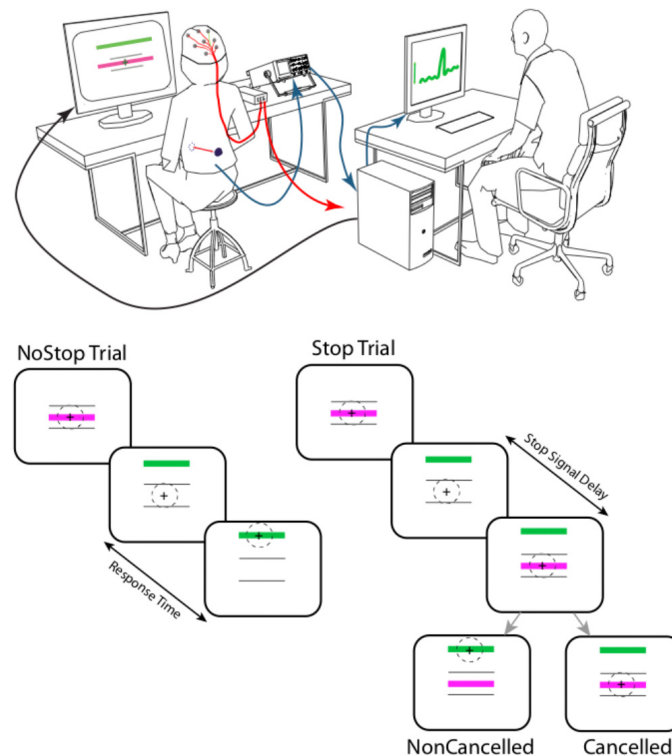 NoStop Trial
Stop Trial
Stop Signal Delay
Response Time
NonCancelled
Cancelled